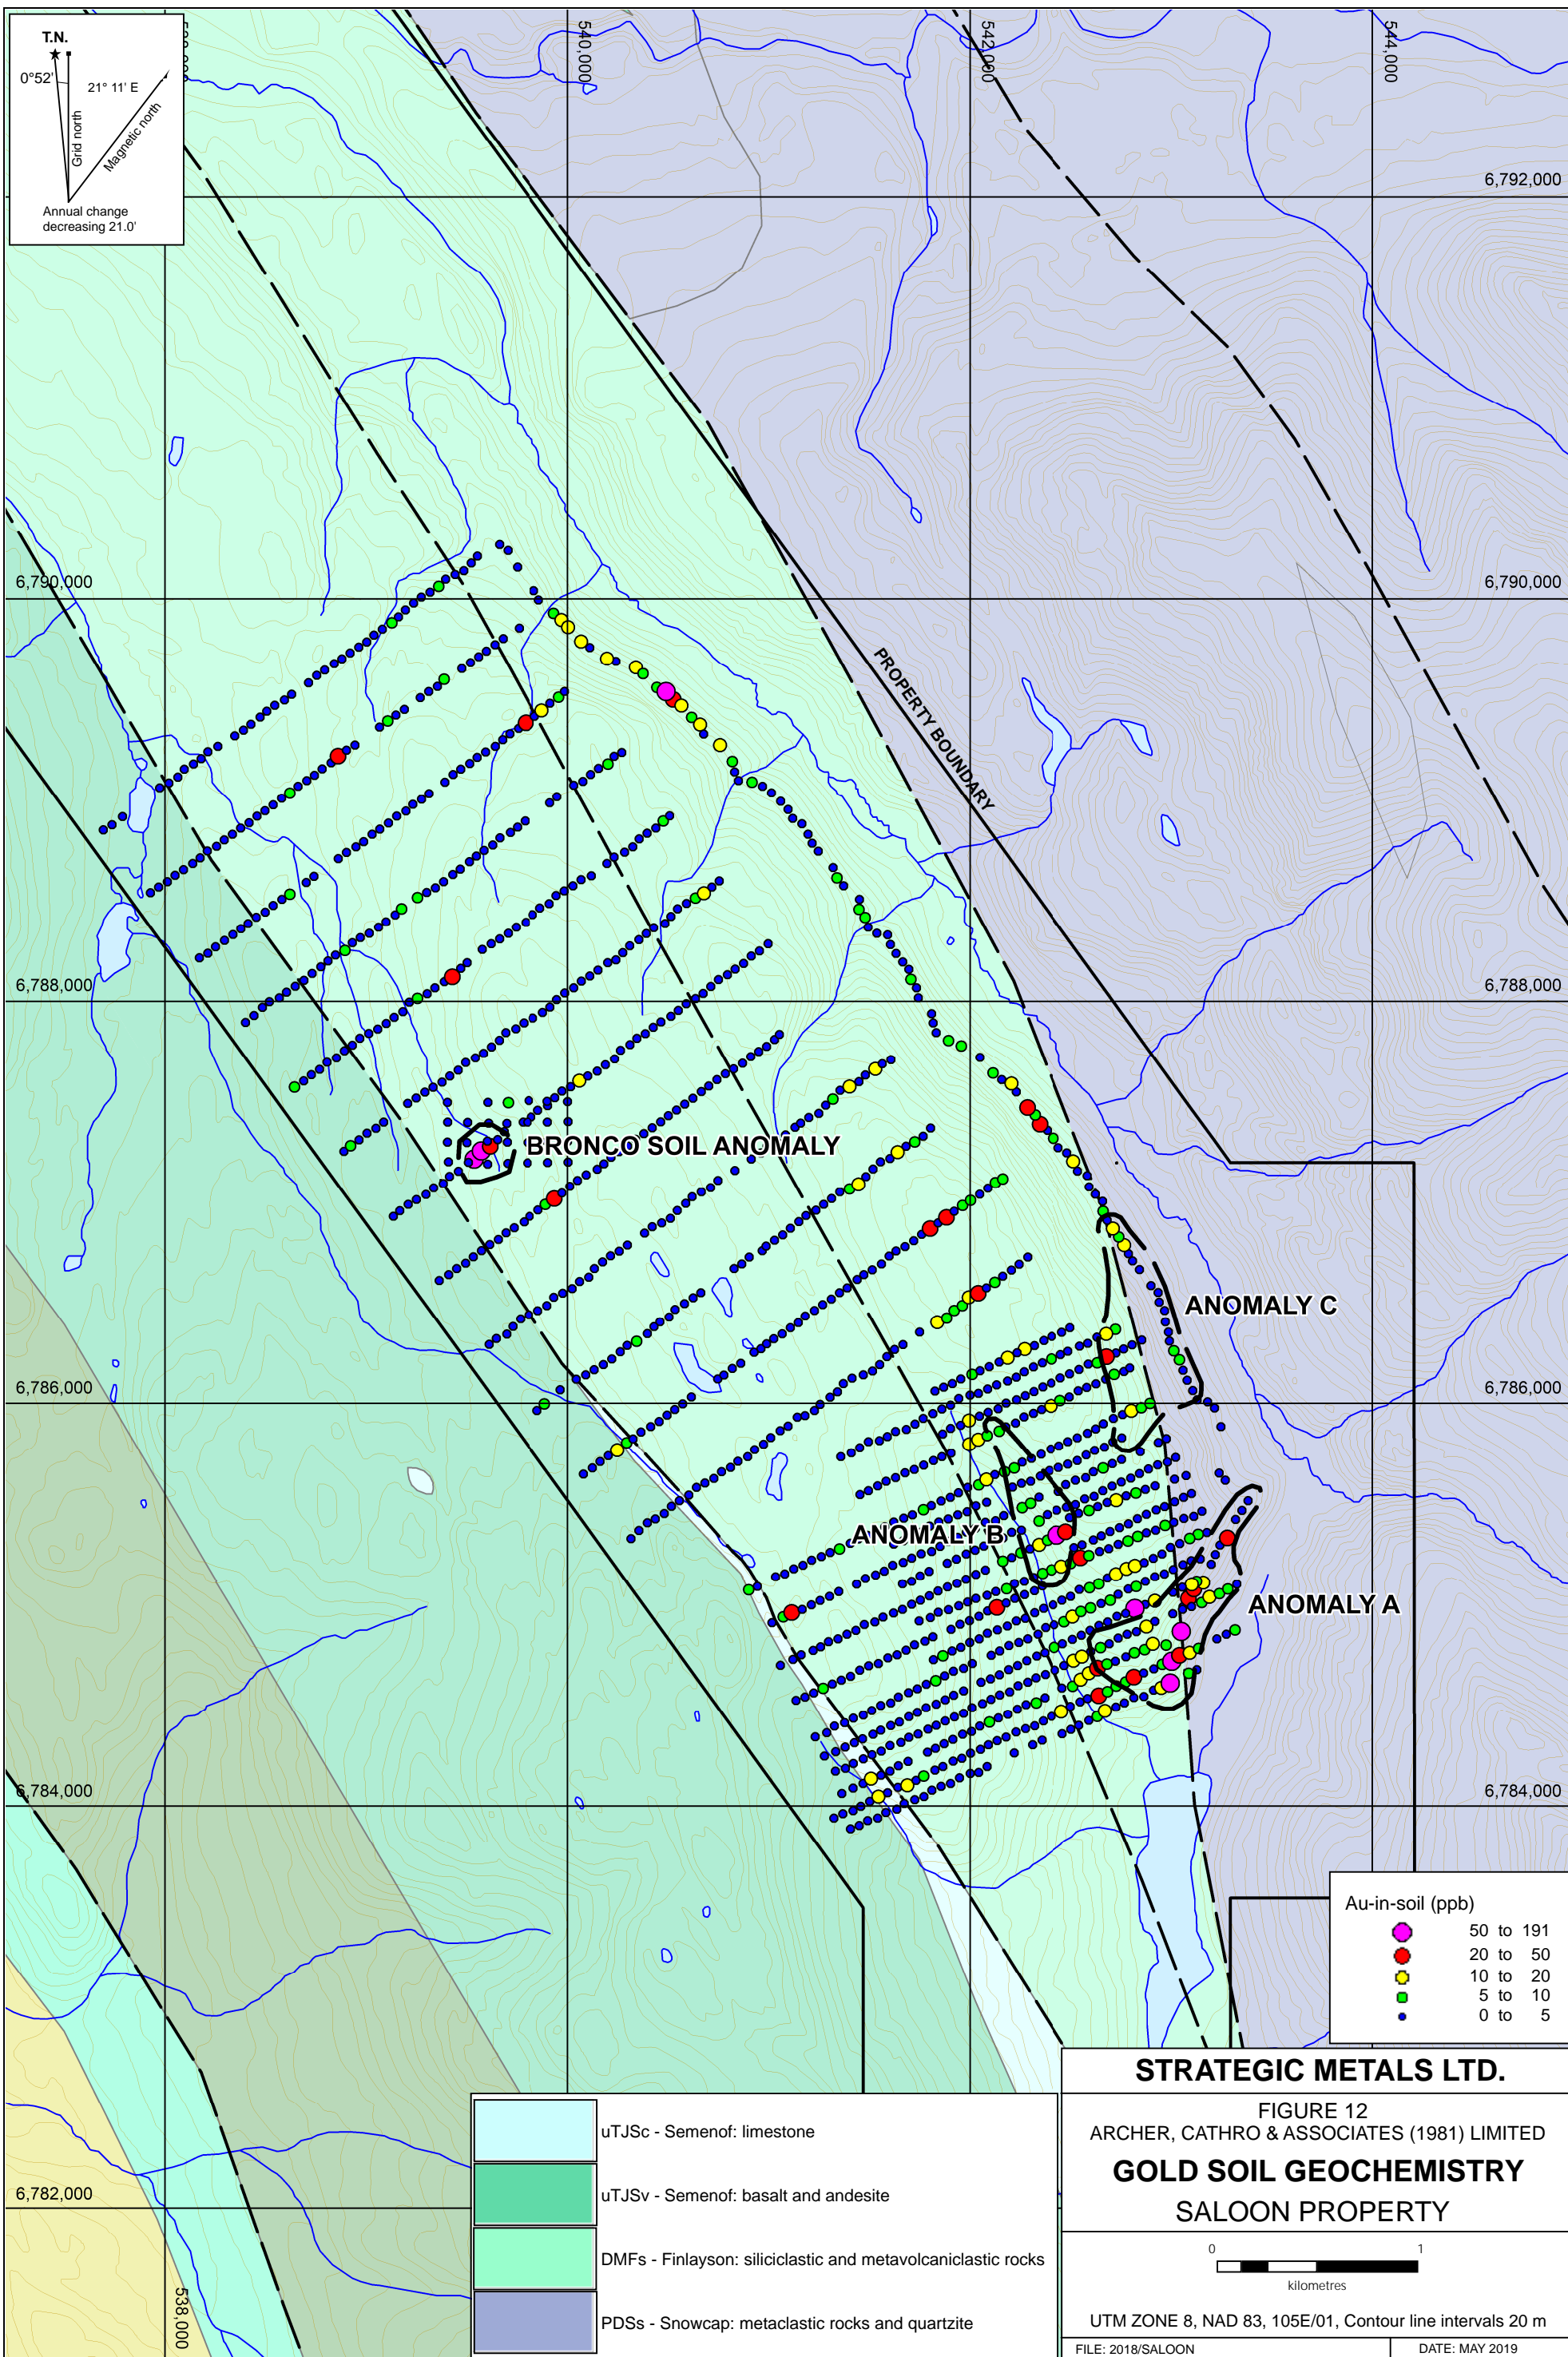 T.N.
0°52'
21° 11' E
Grid north
Magnetic north
Annual change
decreasing 21.0'
540,000
542,000
544,000
6,792,000
6,790,000
6,790,000
PROPERTY BOUNDARY
6,788,000
6,788,000
BRONCO SOIL ANOMALY
ANOMALY C
6,786,000
6,786,000
ANOMALY B
ANOMALY A
6,784,000
6,784,000
6,782,000
538,000
Au-in-soil (ppb)
50 to 191
20 to 50
10 to 20
5 to 10
0 to 5
uTJSc - Semenof: limestone
uTJSv - Semenof: basalt and andesite
DMFs - Finlayson: siliciclastic and metavolcaniclastic rocks
PDSs - Snowcap: metaclastic rocks and quartzite
STRATEGIC METALS LTD.
FIGURE 12
ARCHER, CATHRO & ASSOCIATES (1981) LIMITED
GOLD SOIL GEOCHEMISTRY
SALOON PROPERTY
0 1
kilometres
UTM ZONE 8, NAD 83, 105E/01, Contour line intervals 20 m
FILE: 2018/SALOON
DATE: MAY 2019